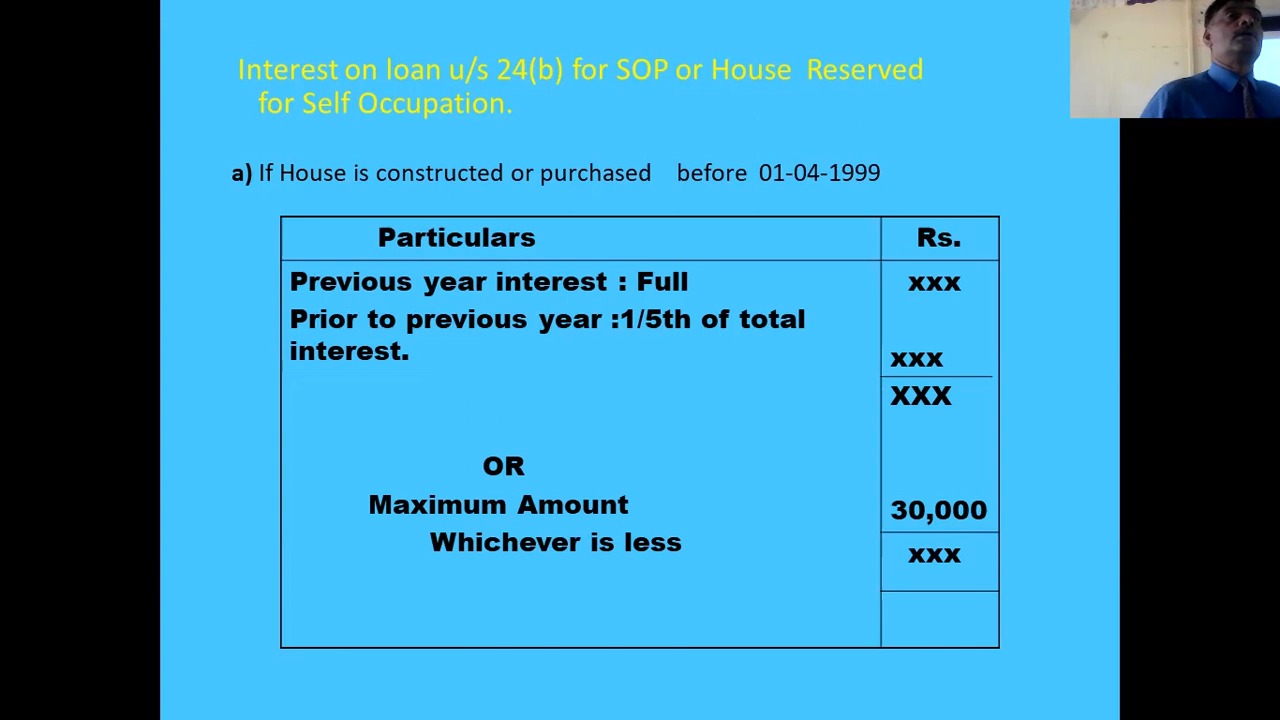 Interest on loan u/s 24(b) for SOP or House Reserved
for Self Occupation.
a) If House is constructed or purchased before 01-04-1999
Particulars Rs.
Previous year interest : Full xxx
Prior to previous year :1/5th of total
interest.
xxx
XXX
OR
Maximum Amount 30,000
Whichever is less
xxx